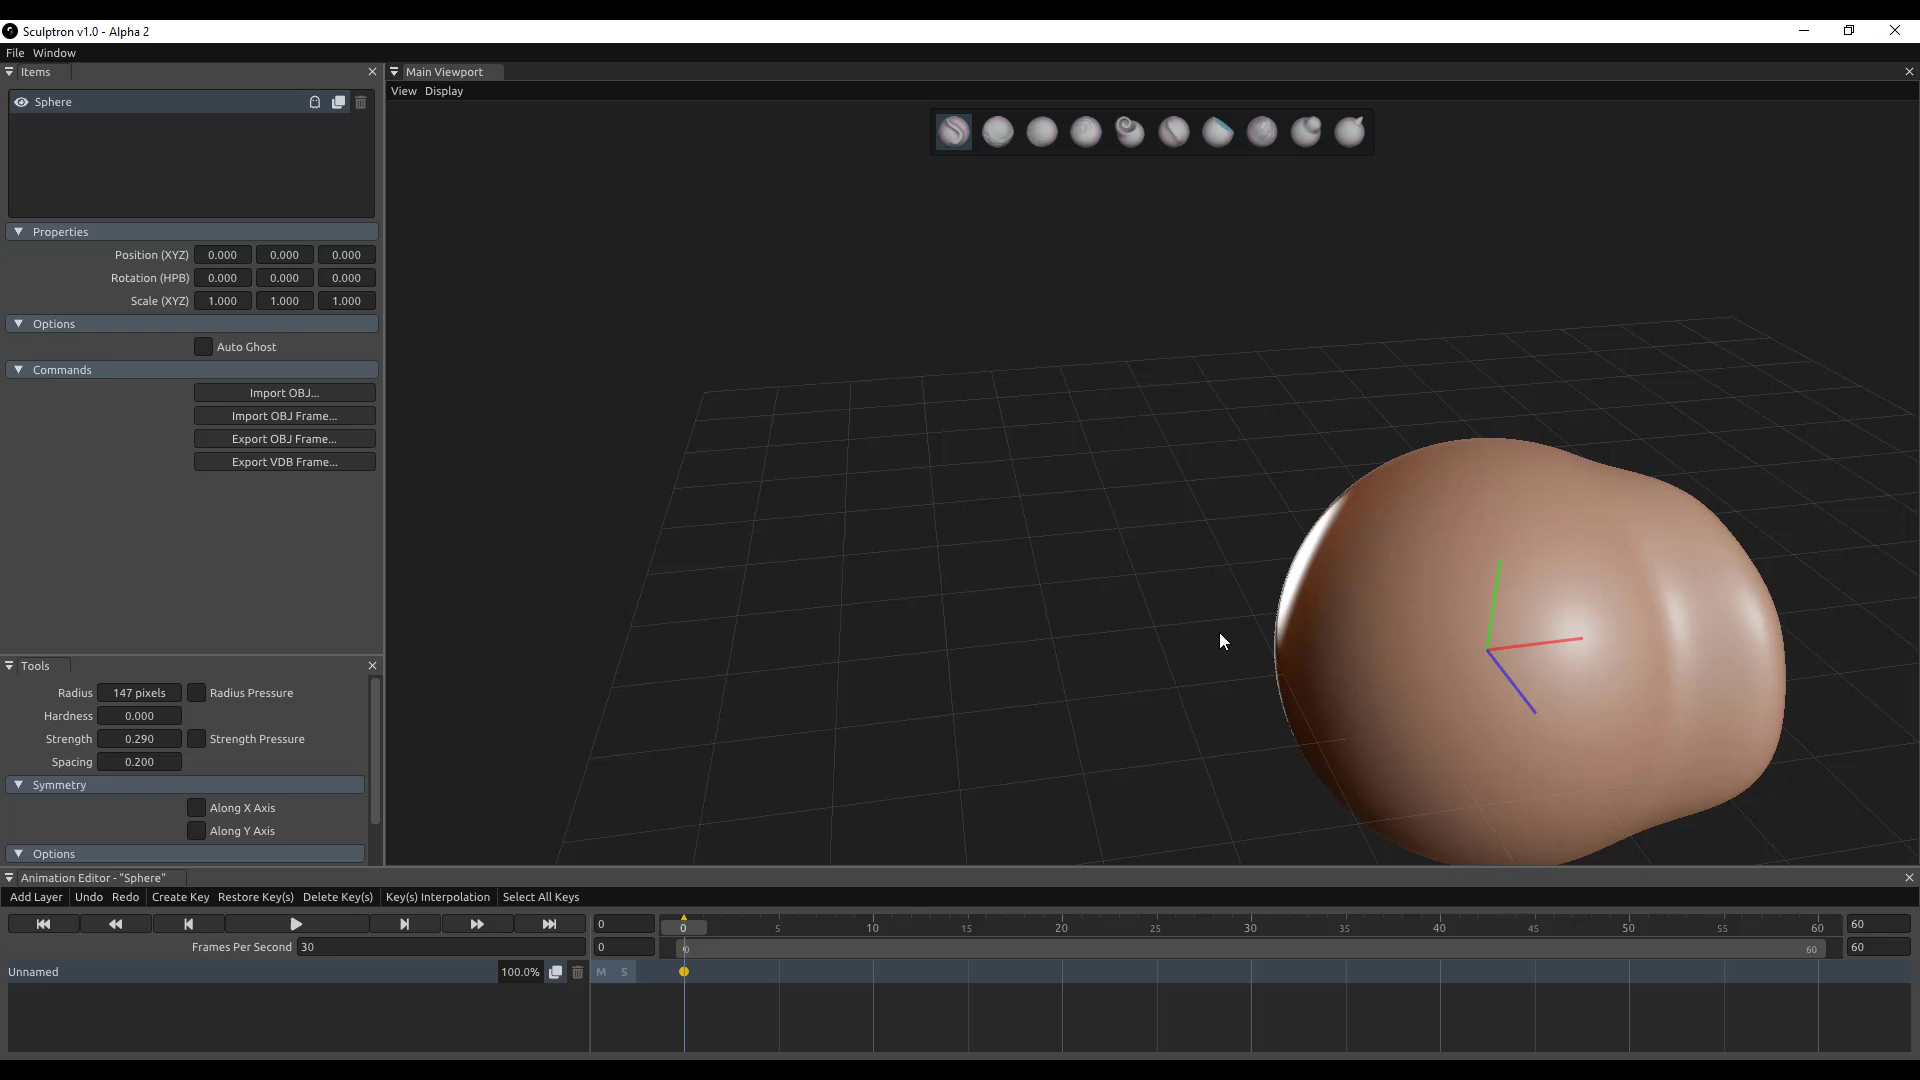 Sculptron v1.0 - Alpha 2
File Window
Items
Sphere
Properties
Position (XYZ) 0.000 0.000 0.000
Rotation (HPB) 0.000 0.000 0.000
Scale (XYZ) 1.000 1.000 1.000
Options
Auto Ghost
Commands
Import OBJ...
Import OBJ Frame...
Export OBJ Frame...
Export VDB Frame...
Main Viewport
View Display
Tools
Radius 147 pixels Radius Pressure
Hardness 0.000
Strength 0.290 Strength Pressure
Spacing 0.200
Symmetry
Along X Axis
Along Y Axis
Options
Animation Editor - "Sphere"
Add Layer Undo Redo Create Key Restore Key(s) Delete Key(s) Key(s) Interpolation Select All Keys
0 0 5 10 15 20 25 30 35 40 45 50 55 60 60
Frames Per Second 30 0 0 60 60
Unnamed 100.0% M S